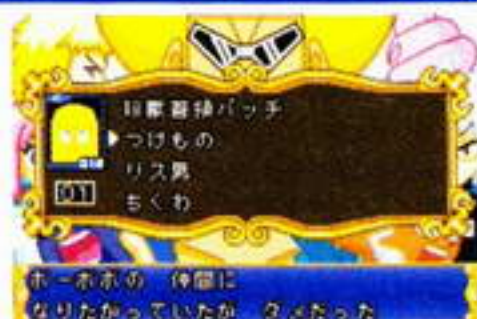 つけもの
リス男
ちくわ
01
ボーボボの 仲間に
なりたがっていたが ダメだった